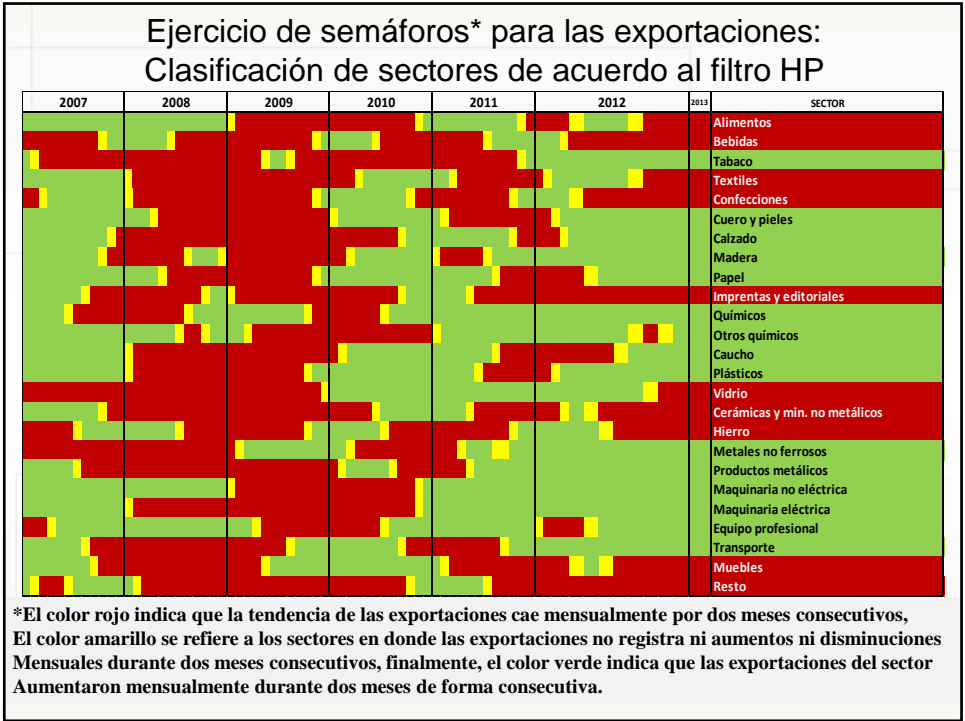 Ejercicio de semáforos* para las exportaciones:
Clasificación de sectores de acuerdo al filtro HP
2007 2008 2009 2010 2011 2012 2013 SECTOR
Alimentos
Bebidas
Tabaco
Textiles
Confecciones
Cuero y pieles
Calzado
Madera
Papel
Imprentas y editoriales
Químicos
Otros químicos
Caucho
Plásticos
Vidrio
Cerámicas y min. no metálicos
Hierro
Metales no ferrosos
Productos metálicos
Maquinaria no eléctrica
Maquinaria eléctrica
Equipo profesional
Transporte
Muebles
Resto
*El color rojo indica que la tendencia de las exportaciones cae mensualmente por dos meses consecutivos,
El color amarillo se refiere a los sectores en donde las exportaciones no registra ni aumentos ni disminuciones
Mensuales durante dos meses consecutivos, finalmente, el color verde indica que las exportaciones del sector
Aumentaron mensualmente durante dos meses de forma consecutiva.